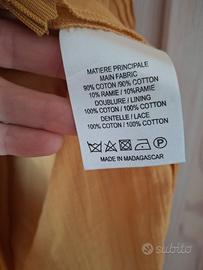 MATIERE PRINCIPALE
MAIN FABRIC
90% COTON /90% COTTON
10% RAMIE / 10%RAMIE
DOUBLURE / LINING
100% COTON / 100% COTTON
DENTELLE / LACE
100% COTON / 100% COTTON
MADE IN MADAGASCAR
subito